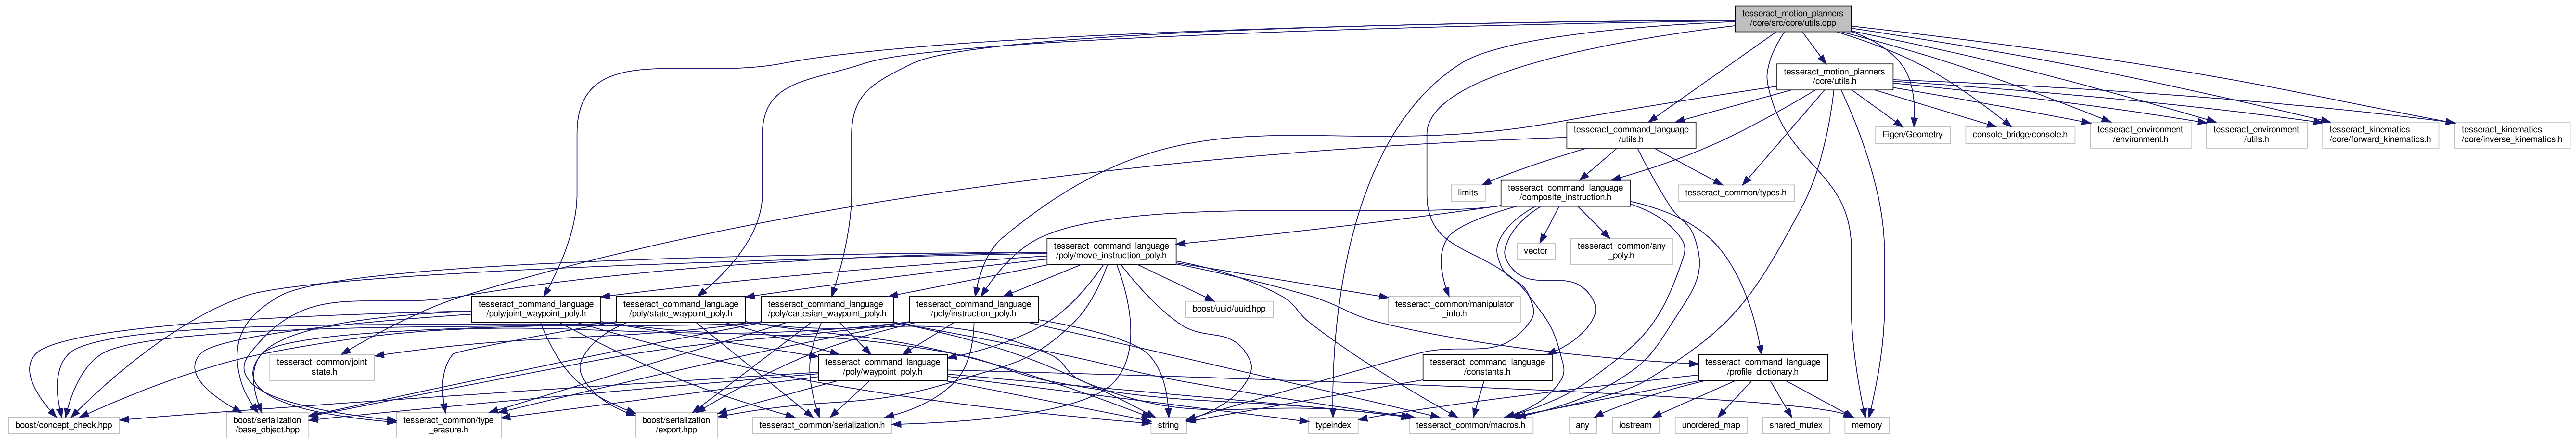 tesseract_motion_planners
/core/src/core/utils.cpp
tesseract_motion_planners
/core/utils.h
tesseract_command_language
/utils.h
Eigen/Geometry
console_bridge/console.h
tesseract_environment
/environment.h
tesseract_environment
/utils.h
tesseract_kinematics
/core/forward_kinematics.h
tesseract_kinematics
/core/inverse_kinematics.h
limits
tesseract_command_language
/composite_instruction.h
tesseract_common/types.h
tesseract_command_language
/poly/move_instruction_poly.h
vector
tesseract_common/any
_poly.h
tesseract_command_language
/poly/joint_waypoint_poly.h
tesseract_command_language
/poly/state_waypoint_poly.h
tesseract_command_language
/poly/cartesian_waypoint_poly.h
tesseract_command_language
/poly/instruction_poly.h
boost/uuid/uuid.hpp
tesseract_common/manipulator
_info.h
tesseract_common/joint
_state.h
tesseract_command_language
/poly/waypoint_poly.h
tesseract_command_language
/constants.h
tesseract_command_language
/profile_dictionary.h
boost/concept_check.hpp
boost/serialization
/base_object.hpp
tesseract_common/type
_erasure.h
boost/serialization
/export.hpp
tesseract_common/serialization.h
string
typeindex
tesseract_common/macros.h
any
iostream
unordered_map
shared_mutex
memory